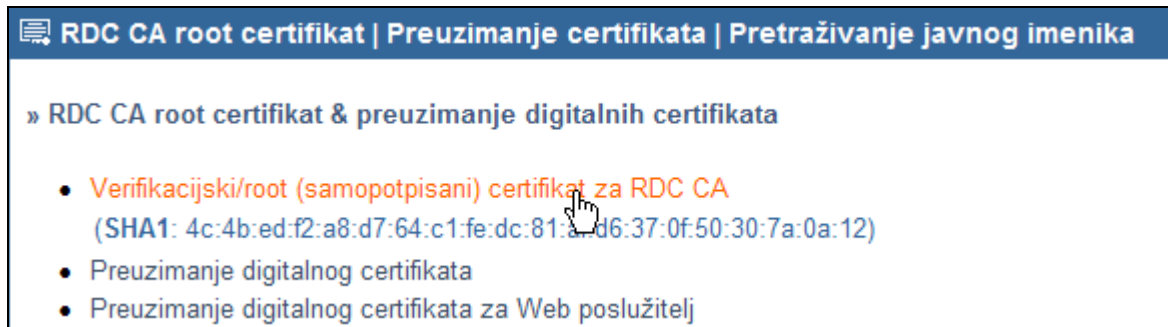 RDC CA root certifikat | Preuzimanje certifikata | Pretraživanje javnog imenika
» RDC CA root certifikat & preuzimanje digitalnih certifikata
• Verifikacijski/root (samopotpisani) certifikat za RDC CA
(SHA1: 4c:4b:ed:f2:a8:d7:64:c1:fe:dc:81: :d6:37:0f:50:30:7a:0a:12)
• Preuzimanje digitalnog certifikata
• Preuzimanje digitalnog certifikata za Web poslužitelj